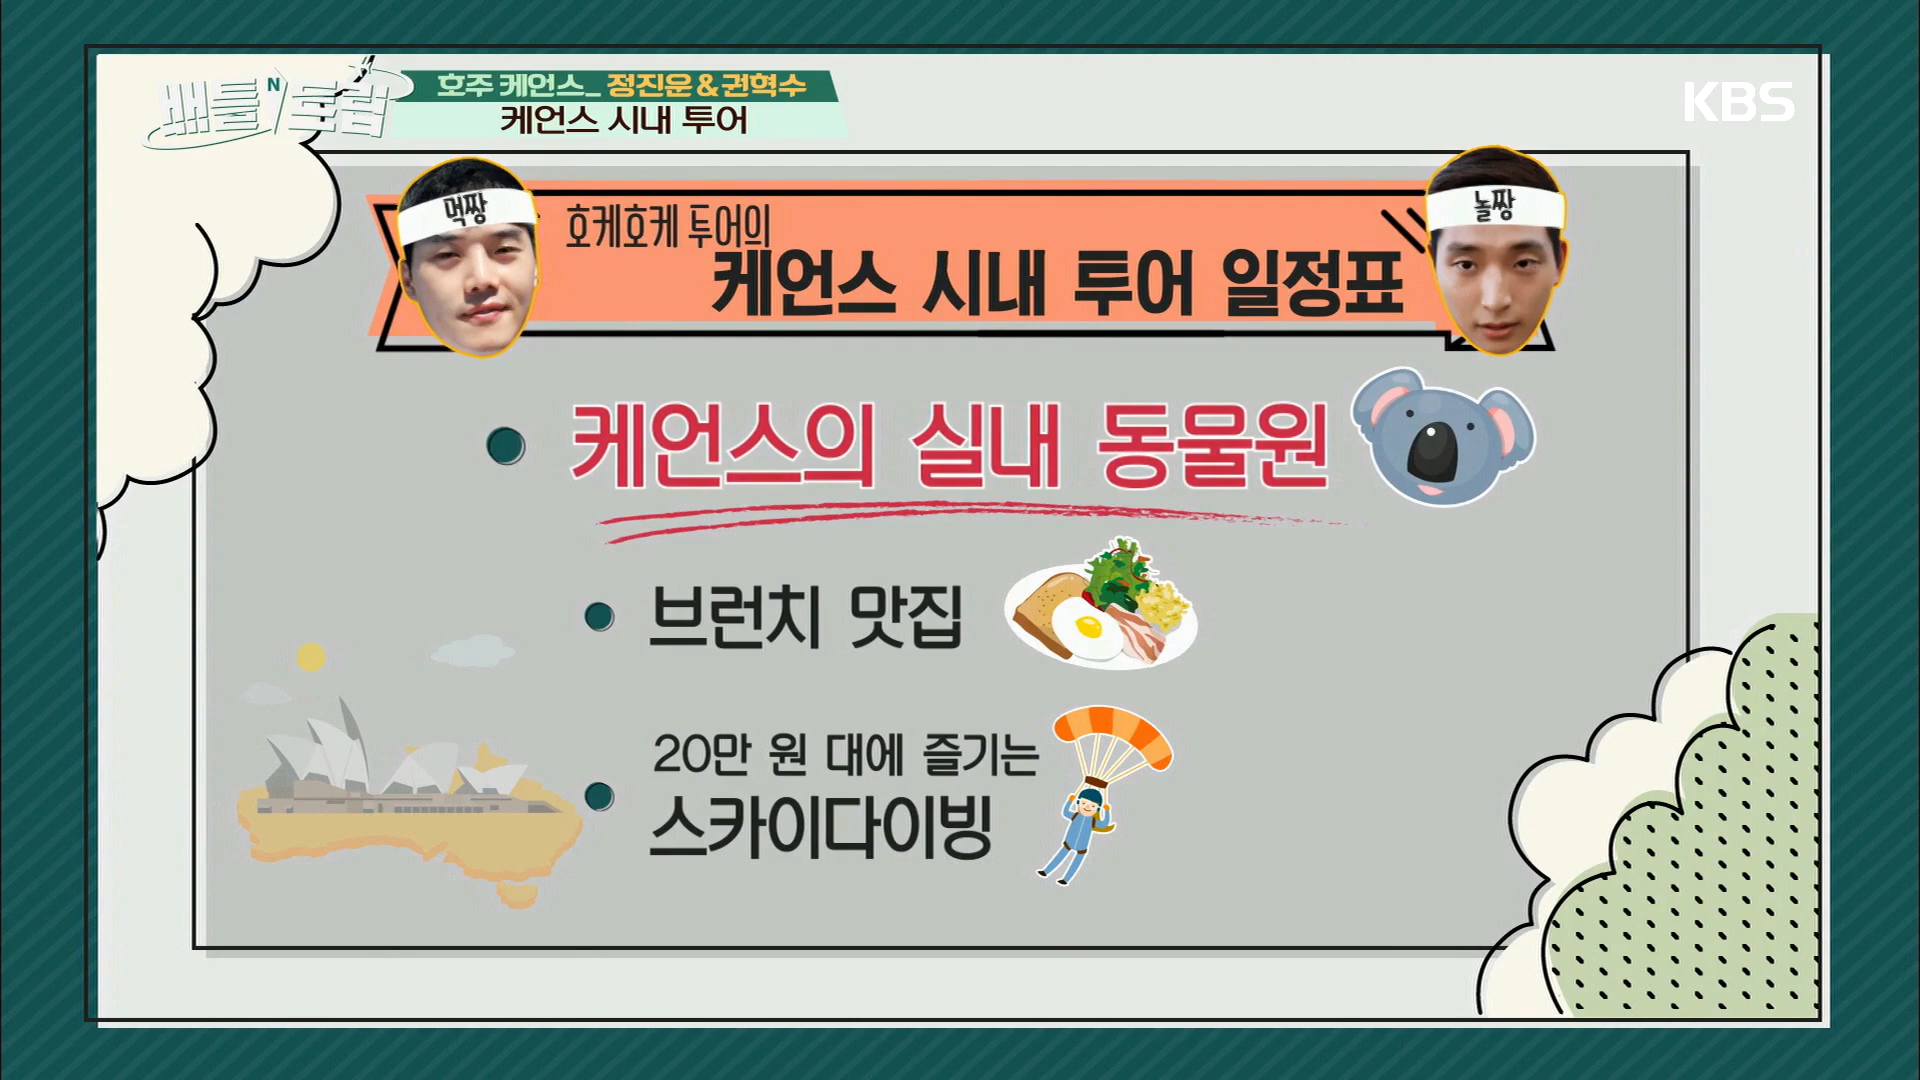 배틀트립
N
호주 케언스_ 정진운&권혁수
케언스 시내 투어
KBS
먹짱
놀짱
호케호케 투어의
케언스 시내 투어 일정표
케언스의 실내 동물원
브런치 맛집
20만 원 대에 즐기는
스카이다이빙